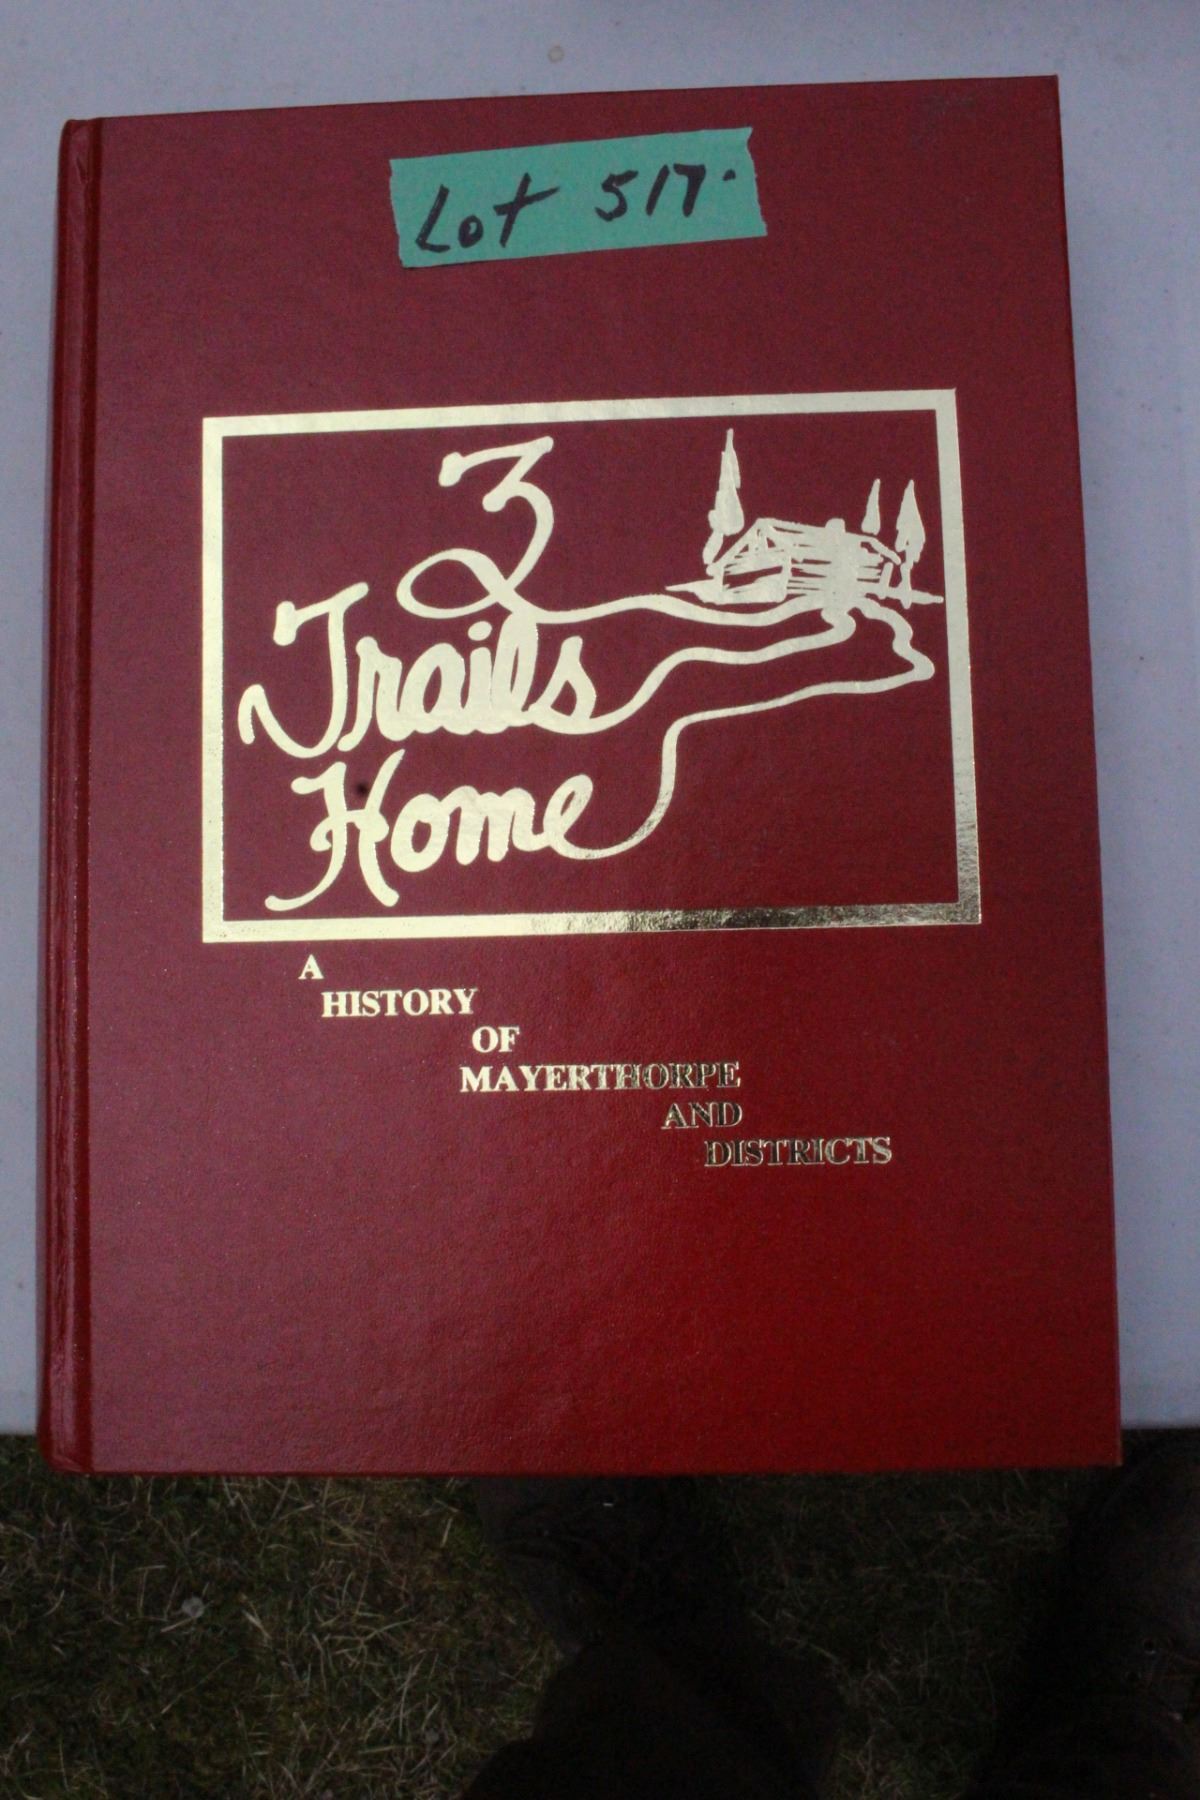 Lot 517.
3
Trails
Home
A
HISTORY
OF
MAYERTHORPE
AND
DISTRICTS